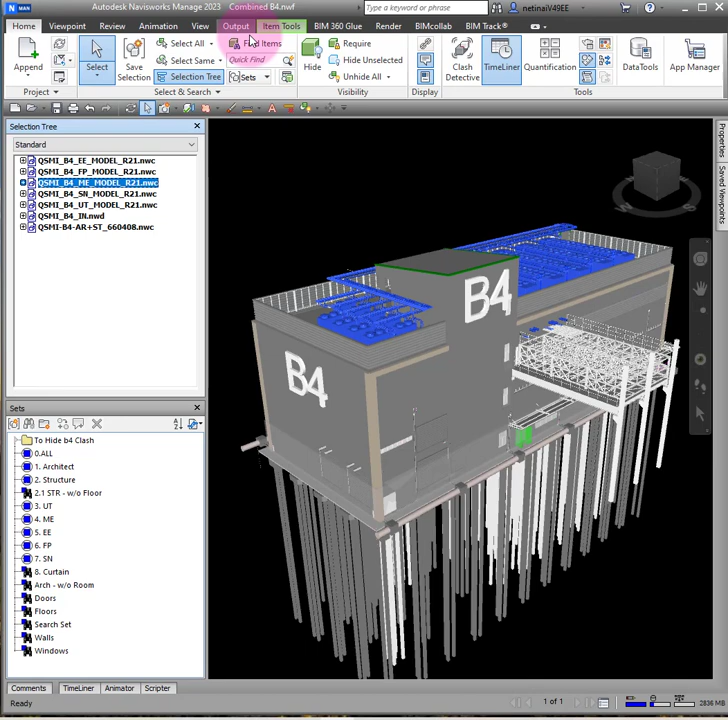 MAN
Autodesk Navisworks Manage 2023 Combined B4.nwf
Type a keyword or phrase
netinaiV49EE
Home
Viewpoint
Review
Animation
View
Output
Item Tools
BIM 360 Glue
Render
BIMcollab
BIM Track®
Append
Select
Save Selection
Select All
Select Same
Selection Tree
Find Items
Quick Find
Sets
Hide
Require
Hide Unselected
Unhide All
Clash Detective
TimeLiner
Quantification
DataTools
App Manager
Project
Select & Search
Visibility
Display
Tools
Selection Tree
Standard
QSMI_B4_EE_MODEL_R21.nwc
QSMI_B4_FP_MODEL_R21.nwc
QSMI_B4_ME_MODEL_R21.nwc
QSMI_B4_SN_MODEL_R21.nwc
QSMI_B4_UT_MODEL_R21.nwc
QSMI_B4_IN.nwd
QSMI-B4-AR+ST_660408.nwc
Properties
Saved Viewpoints
W
S
B4
B4
Sets
To Hide b4 Clash
0.ALL
1. Architect
2. Structure
2.1 STR - w/o Floor
3. UT
4. ME
5. EE
6. FP
7. SN
8. Curtain
Arch - w/o Room
Doors
Floors
Search Set
Walls
Windows
Comments
TimeLiner
Animator
Scripter
Ready
1 of 1
2836 M